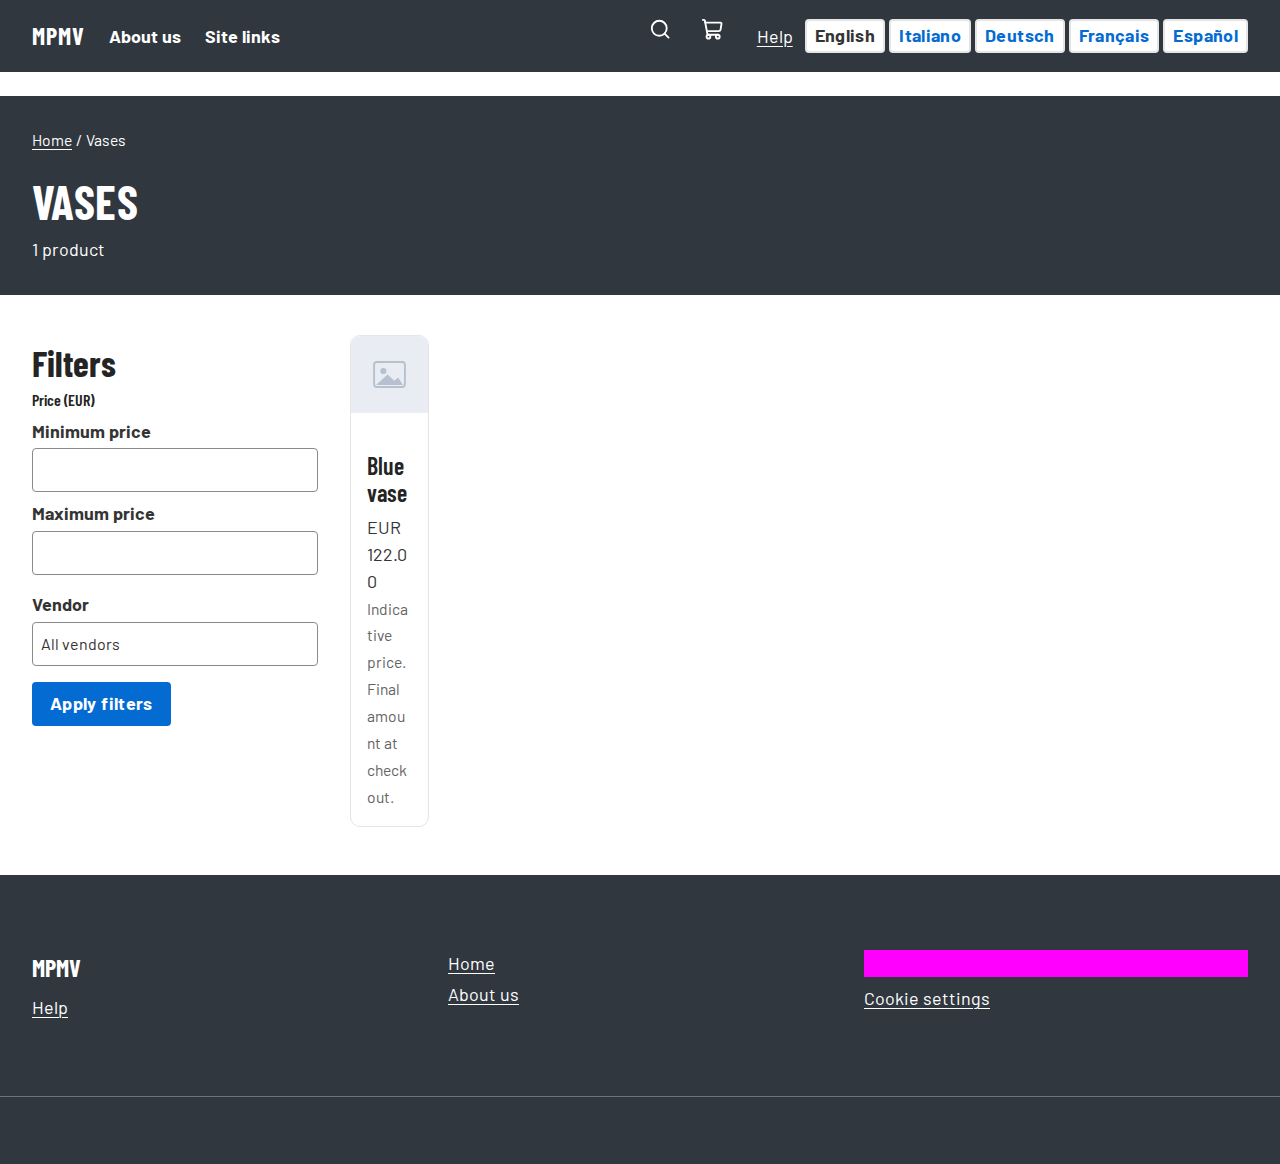 MPMV About us Site links Help English Italiano Deutsch Français Español
Home / Vases
VASES
1 product
Filters
Price (EUR)
Minimum price
Maximum price
Vendor
All vendors
Apply filters
Blue
vase
EUR
122.0
0
Indica
tive
price.
Final
amou
nt at
check
out.
MPMV
Help
Home
About us
Cookie settings